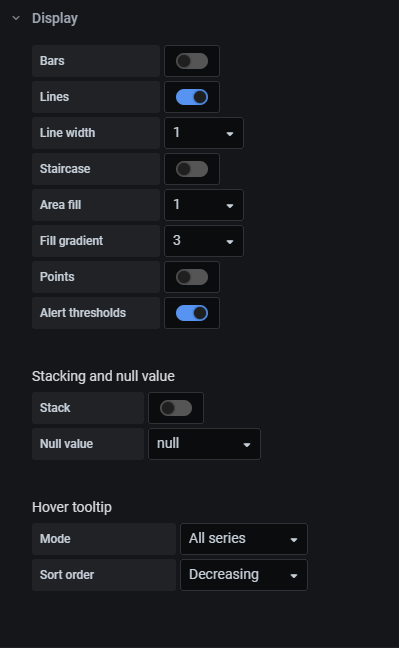 Display
Bars
Lines
Line width 1
Staircase
Area fill 1
Fill gradient 3
Points
Alert thresholds
Stacking and null value
Stack
Null value null
Hover tooltip
Mode All series
Sort order Decreasing